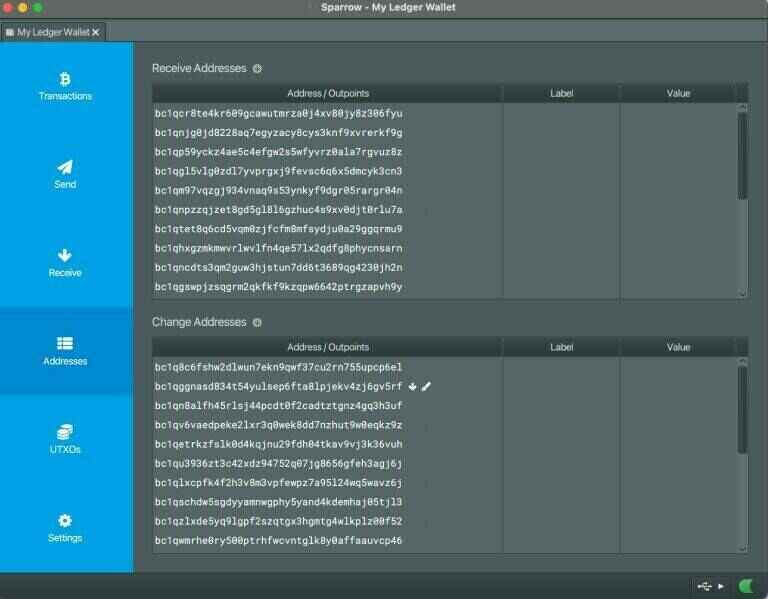 Sparrow - My Ledger Wallet
My Ledger Wallet
Transactions
Send
Receive
Addresses
UTXOs
Settings
Receive Addresses
Address / Outpoints Label Value
bc1qcr8te4kr609gcawutmrza0j4xv80jy8z306fyu
bc1qnjg0jd8228aq7egyzacy8cys3knf9xvrerkf9g
bc1qp59yckz4ae5c4efgw2s5wfyvrz0ala7rgvuz8z
bc1qgl5vlg0zdl7yvprgxj9fevsc6q6x5dmcyk3cn3
bc1qm97vqzgj934vnaq9s53ynkyf9dgr05rargr04n
bc1qnpzzqjzet8gd5gl8l6gzhuc4s9xv0djt0rlu7a
bc1qtet8q6cd5vqm0zjfcfm8mfsydju0a29ggqrmu9
bc1qhxgzmkmwvrlwvlfn4qe57lx2qdfg8phycnsarn
bc1qncdts3qm2guw3hjstun7dd6t3689qg4230jh2n
bc1qgswpjzsqgrm2qkfkf9kzqpw6642ptrgzapvh9y
Change Addresses
Address / Outpoints Label Value
bc1q8c6fshw2dlwun7ekn9qwf37cu2rn755upcp6el
bc1qggnasd834t54yulsep6fta8lpjekv4zj6gv5rf
bc1qn8alfh45rlsj44pcdt0f2cadtztgnz4gq3h3uf
bc1qv6vaedpeke2lxr3q0wek8dd7nzhut9w0eqkz9z
bc1qetrkzfslk0d4kqjnu29fdh04tkav9vj3k36vuh
bc1qu3936zt3c42xdz94752q07jg8656gfeh3agj6j
bc1qlxcpfk4f2h3v8m3vpfewpz7a95l24wq5wavz6j
bc1qschdw5sgdyyamnwgphy5yand4kdemhaj05tjl3
bc1qzlxde5yq9lgpf2szqtgx3hgmtg4wlkplz00f52
bc1qwmrhe0ry500ptrhfwcvntglk8y0affaauvcp46